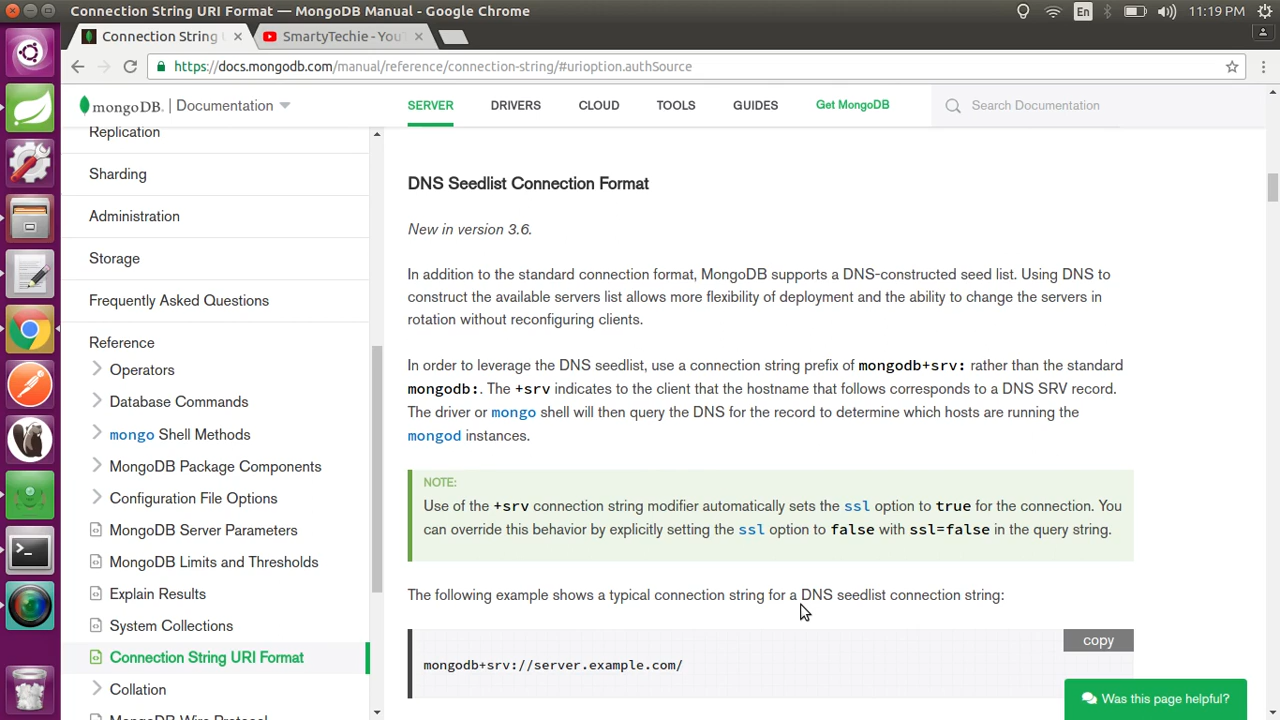 Connection String URI Format — MongoDB Manual - Google Chrome
En
11:19 PM
Connection String U
SmartyTechie - YouT
https://docs.mongodb.com/manual/reference/connection-string/#urioption.authSource
mongoDB. | Documentation
SERVER
DRIVERS
CLOUD
TOOLS
GUIDES
Get MongoDB
Search Documentation
Replication
Sharding
Administration
Storage
Frequently Asked Questions
Reference
Operators
Database Commands
mongo Shell Methods
MongoDB Package Components
Configuration File Options
MongoDB Server Parameters
MongoDB Limits and Thresholds
Explain Results
System Collections
Connection String URI Format
Collation
MongoDB Wire Protocol
DNS Seedlist Connection Format
New in version 3.6.
In addition to the standard connection format, MongoDB supports a DNS-constructed seed list. Using DNS to
construct the available servers list allows more flexibility of deployment and the ability to change the servers in
rotation without reconfiguring clients.
In order to leverage the DNS seedlist, use a connection string prefix of mongodb+srv: rather than the standard
mongodb:. The +srv indicates to the client that the hostname that follows corresponds to a DNS SRV record.
The driver or mongo shell will then query the DNS for the record to determine which hosts are running the
mongod instances.
NOTE:
Use of the +srv connection string modifier automatically sets the ssl option to true for the connection. You
can override this behavior by explicitly setting the ssl option to false with ssl=false in the query string.
The following example shows a typical connection string for a DNS seedlist connection string:
copy
mongodb+srv://server.example.com/
Was this page helpful?